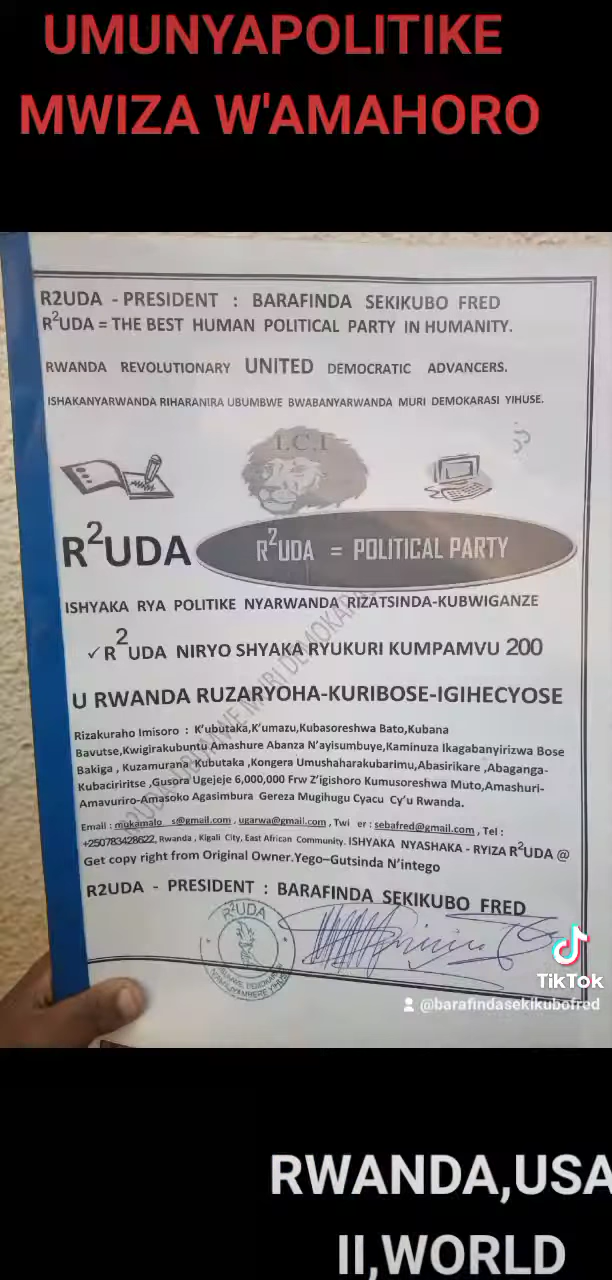 UMUNYAPOLITIKE
MWIZA W'AMAHORO
R2UDA - PRESIDENT : BARAFINDA SEKIKUBO FRED
R²UDA = THE BEST HUMAN POLITICAL PARTY IN HUMANITY.
RWANDA REVOLUTIONARY UNITED DEMOCRATIC ADVANCERS.
ISHAKANYARWANDA RIHARANIRA UBUMBWE BWABANYARWANDA MURI DEMOKARASI YIHUSE.
I.C.I
R²UDA
R²UDA = POLITICAL PARTY
ISHYAKA RYA POLITIKE NYARWANDA RIZATSINDA-KUBWIGANZE
✓R²UDA NIRYO SHYAKA RYUKURI KUMPAMVU 200
U RWANDA RUZARYOHA-KURIBOSE-IGIHECYOSE
Rizakuraho Imisoro : K'ubutaka,K'umazu,Kubasoreshwa Bato,Kubana
Bavutse,Kwigirakubuntu Amashure Abanza N'ayisumbuye,Kaminuza Ikagabanyirizwa Bose
Bakiga , Kuzamurana Kubutaka ,Kongera Umushaharakubarimu,Abasirikare ,Abaganga-
Kubaciriritse ,Gusora Ugejeje 6,000,000 Frw Z'igishoro Kumusoreshwa Muto,Amashuri-
Amavuriro-Amasoko Agasimbura Gereza Mugihugu Cyacu Cy'u Rwanda.
Email : mukamalo s@gmail.com , ugarwa@gmail.com , Twi er : sebafred@gmail.com , Tel :
+250783428622, Rwanda , Kigali City, East African Community. ISHYAKA NYASHAKA - RYIZA R²UDA @
Get copy right from Original Owner.Yego–Gutsinda N'intego
R2UDA - PRESIDENT : BARAFINDA SEKIKUBO FRED
R²UDA
TikTok
@barafindasekikubofred
RWANDA,USA
II,WORLD